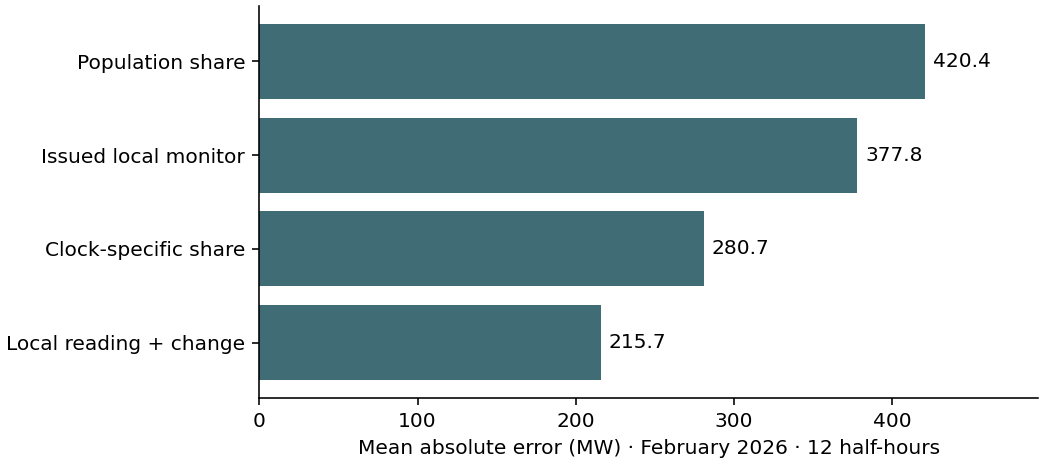 Population share
420.4
Issued local monitor
377.8
Clock-specific share
280.7
Local reading + change
215.7
0
100
200
300
400
Mean absolute error (MW) · February 2026 · 12 half-hours